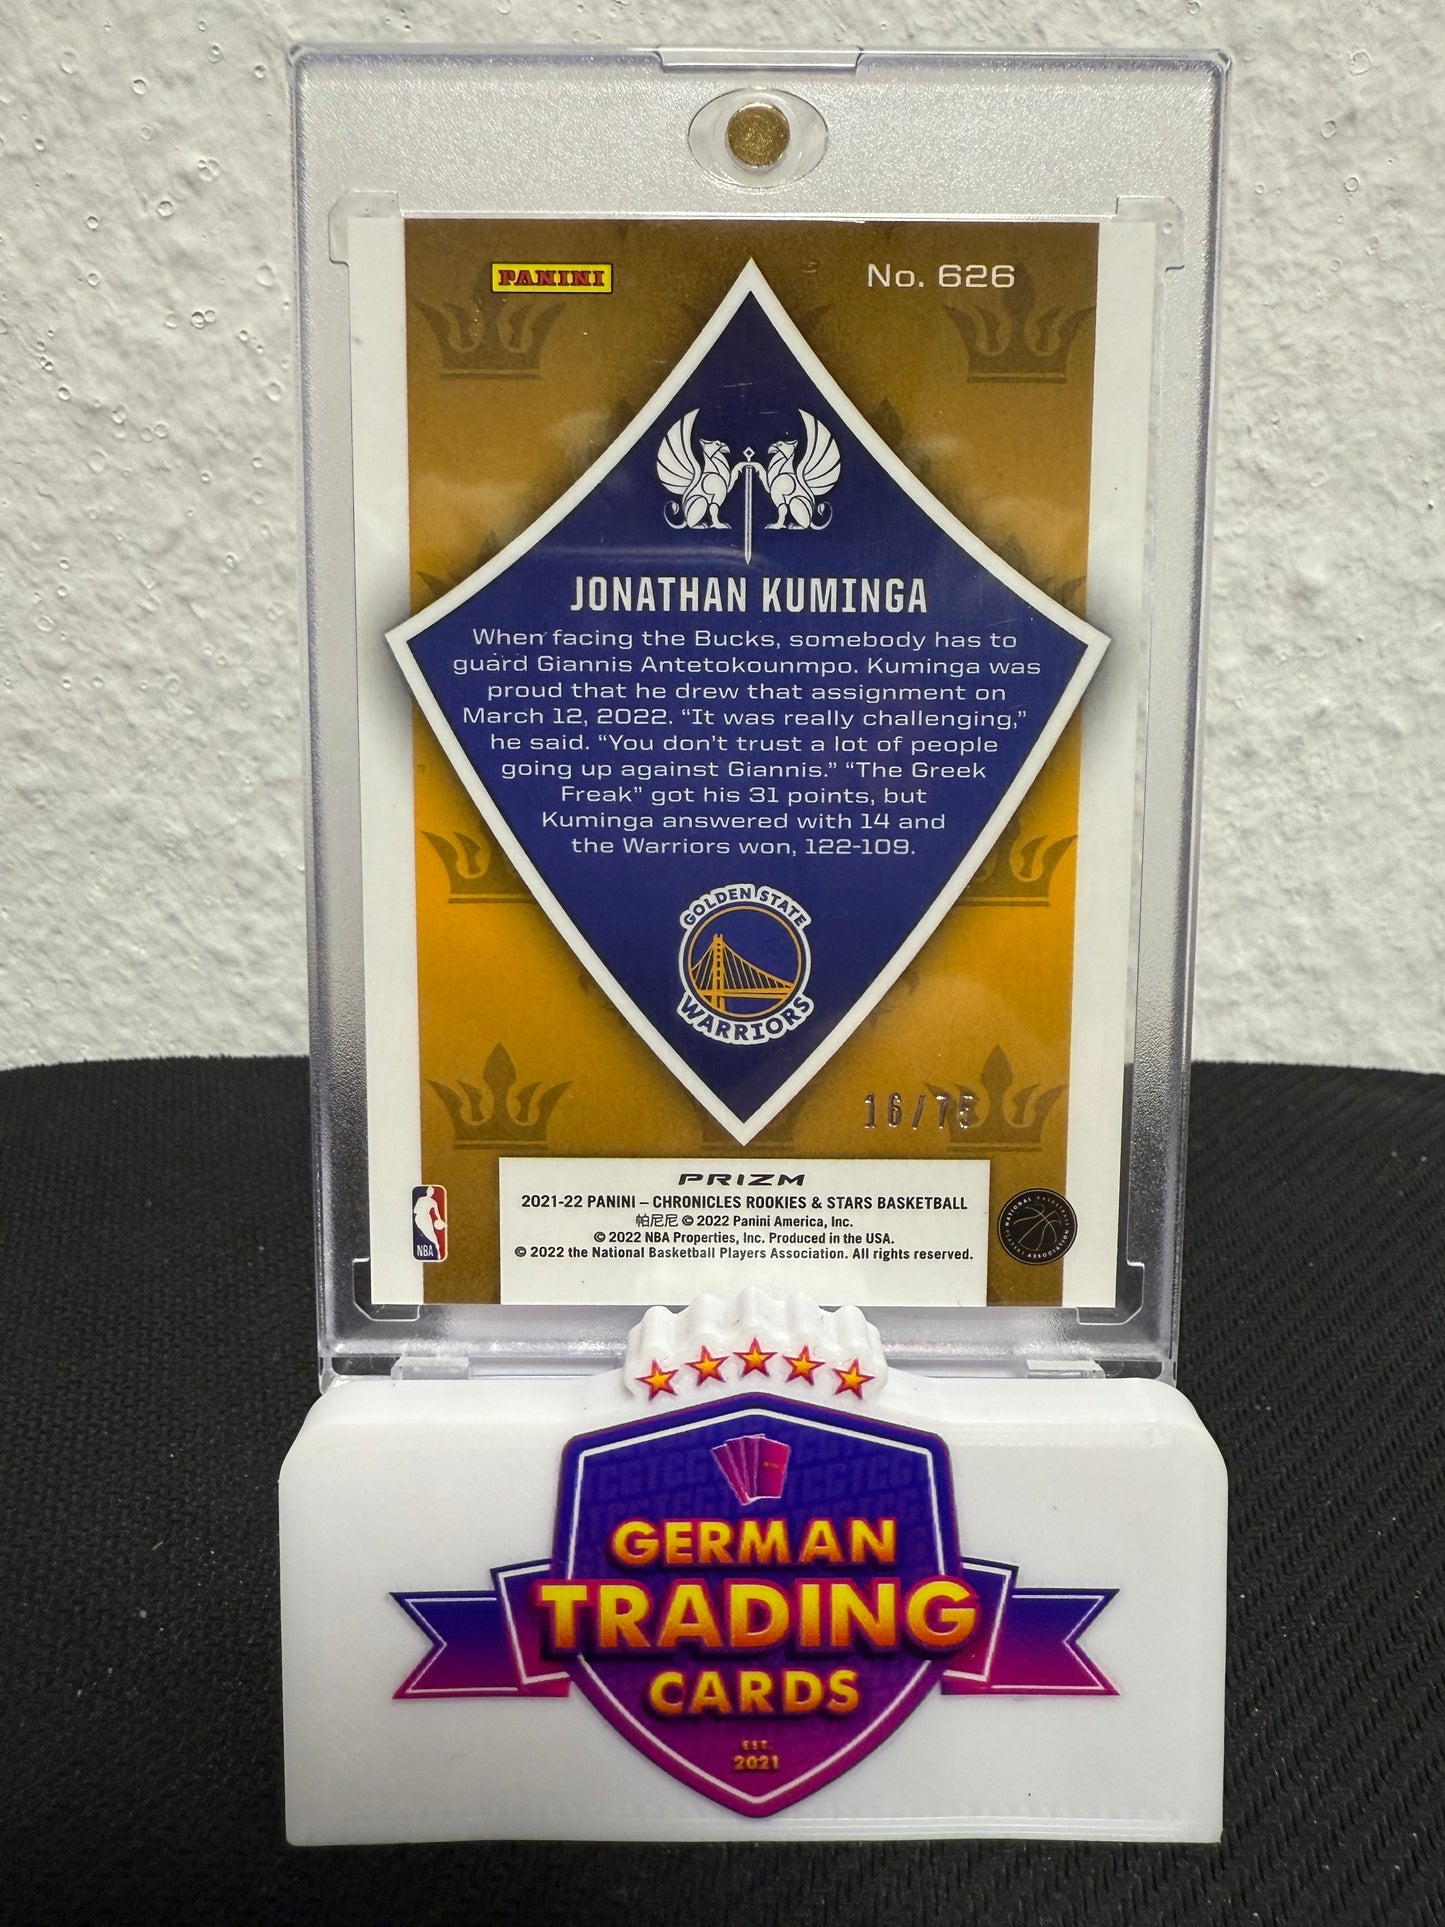 PANINI
No. 626
JONATHAN KUMINGA
When facing the Bucks, somebody has to
guard Giannis Antetokounmpo. Kuminga was
proud that he drew that assignment on
March 12, 2022. “It was really challenging,”
he said. “You don’t trust a lot of people
going up against Giannis.” “The Greek
Freak” got his 31 points, but
Kuminga answered with 14 and
the Warriors won, 122-109.
GOLDEN STATE
WARRIORS
16/75
PRIZM
2021-22 PANINI – CHRONICLES ROOKIES & STARS BASKETBALL
帕尼尼 © 2022 Panini America, Inc.
© 2022 NBA Properties, Inc. Produced in the USA.
© 2022 the National Basketball Players Association. All rights reserved.
NBA
NATIONAL BASKETBALL
PLAYERS ASSOCIATION
GERMAN
TRADING
CARDS
EST.
2021